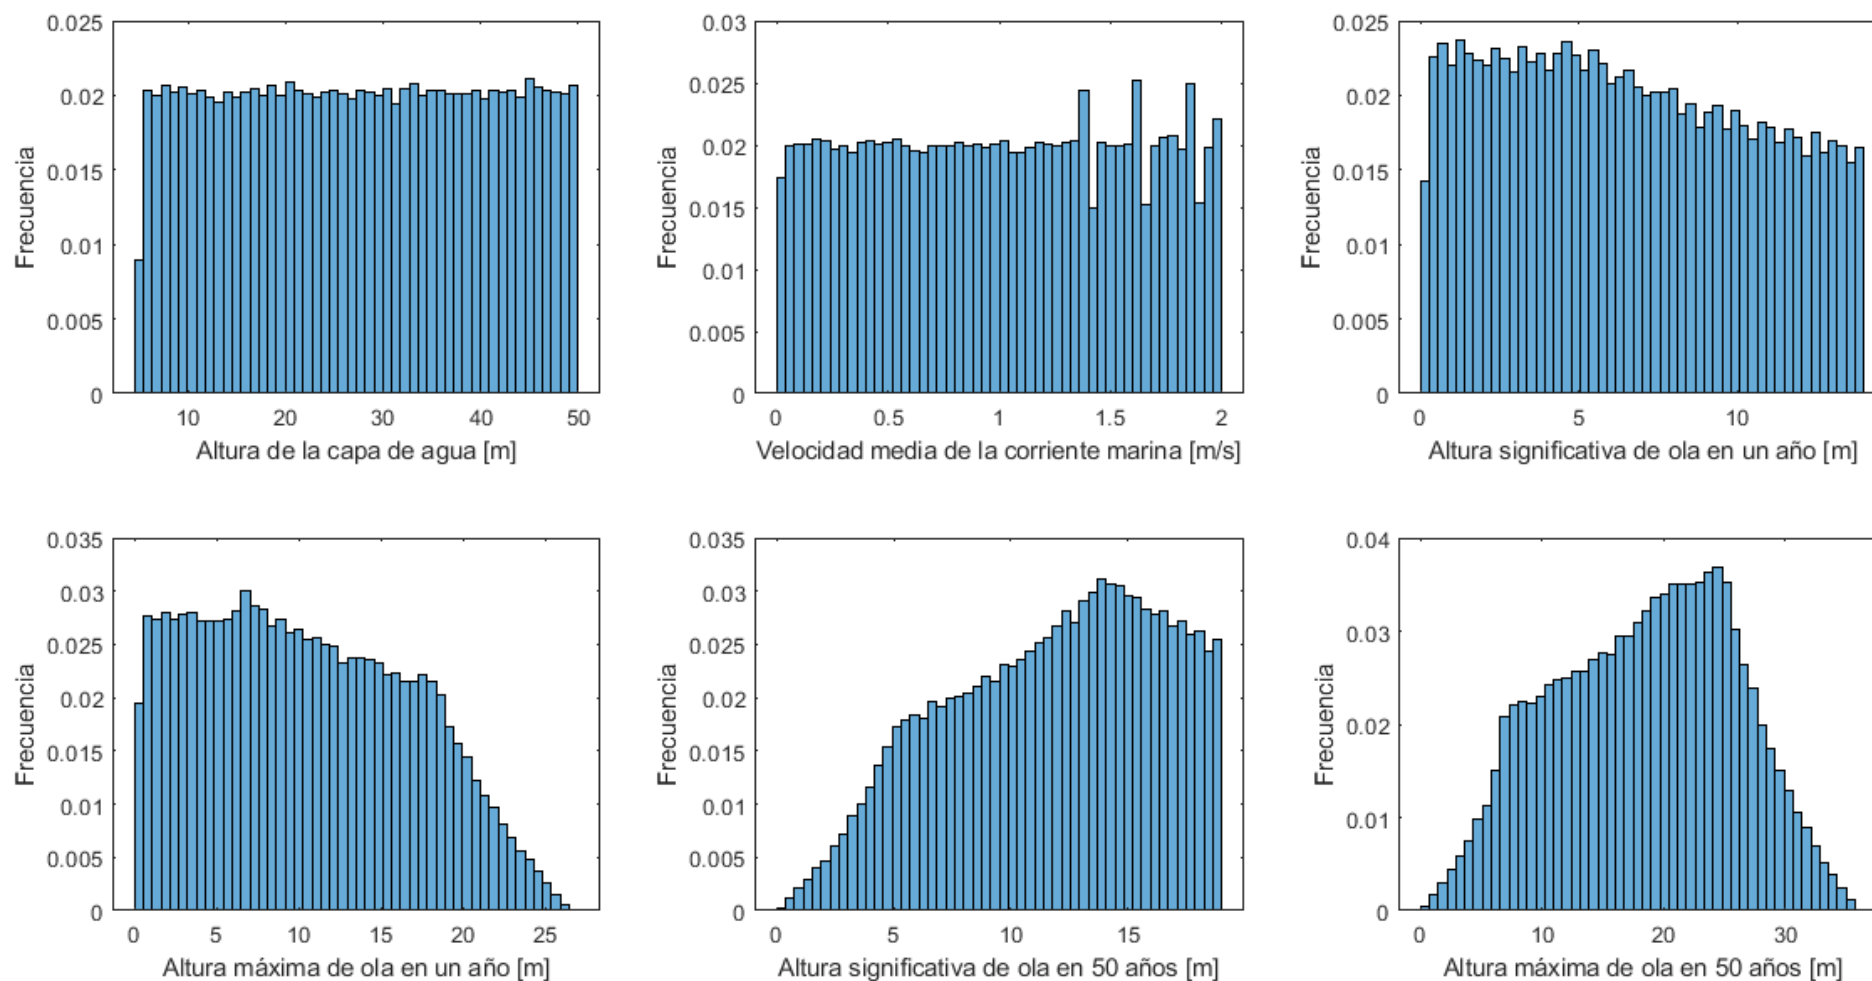 0.025
0.02
0.015
0.01
0.005
0
Frecuencia
10 20 30 40 50
Altura de la capa de agua [m]
0.03
0.025
0.02
0.015
0.01
0.005
0
Frecuencia
0 0.5 1 1.5 2
Velocidad media de la corriente marina [m/s]
0.025
0.02
0.015
0.01
0.005
0
Frecuencia
0 5 10
Altura significativa de ola en un año [m]
0.035
0.03
0.025
0.02
0.015
0.01
0.005
0
Frecuencia
0 5 10 15 20 25
Altura máxima de ola en un año [m]
0.035
0.03
0.025
0.02
0.015
0.01
0.005
0
Frecuencia
0 5 10 15
Altura significativa de ola en 50 años [m]
0.04
0.03
0.02
0.01
0
Frecuencia
0 10 20 30
Altura máxima de ola en 50 años [m]